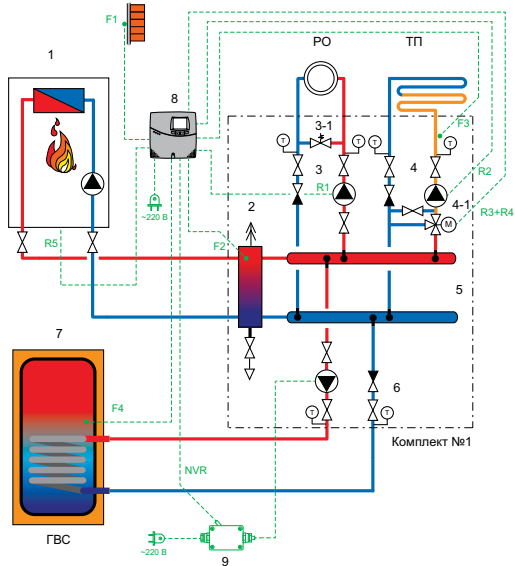 F1
1
8
РО
ТП
3-1
T
T
T
T
F3
3
4
R1
R2
4-1
~220 В
2
R3+R4
M
R5
F2
5
7
6
T
T
F4
Комплект №1
NVR
ГВС
~220 В
9